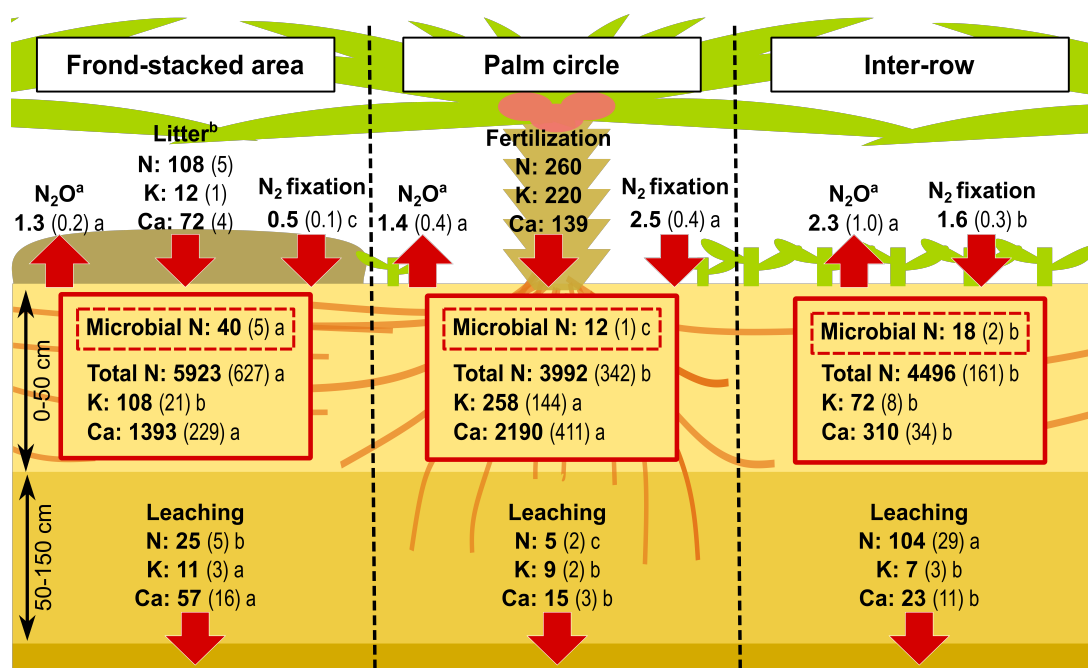 Frond-stacked area
Litterᵇ
N: 108 (5)
K: 12 (1)
Ca: 72 (4)
N₂Oᵃ
1.3 (0.2) a
N₂ fixation
0.5 (0.1) c
Microbial N: 40 (5) a
Total N: 5923 (627) a
K: 108 (21) b
Ca: 1393 (229) a
Leaching
N: 25 (5) b
K: 11 (3) a
Ca: 57 (16) a
0-50 cm
50-150 cm
Palm circle
Fertilization
N: 260
K: 220
Ca: 139
N₂Oᵃ
1.4 (0.4) a
N₂ fixation
2.5 (0.4) a
Microbial N: 12 (1) c
Total N: 3992 (342) b
K: 258 (144) a
Ca: 2190 (411) a
Leaching
N: 5 (2) c
K: 9 (2) b
Ca: 15 (3) b
Inter-row
N₂Oᵃ
2.3 (1.0) a
N₂ fixation
1.6 (0.3) b
Microbial N: 18 (2) b
Total N: 4496 (161) b
K: 72 (8) b
Ca: 310 (34) b
Leaching
N: 104 (29) a
K: 7 (3) b
Ca: 23 (11) b